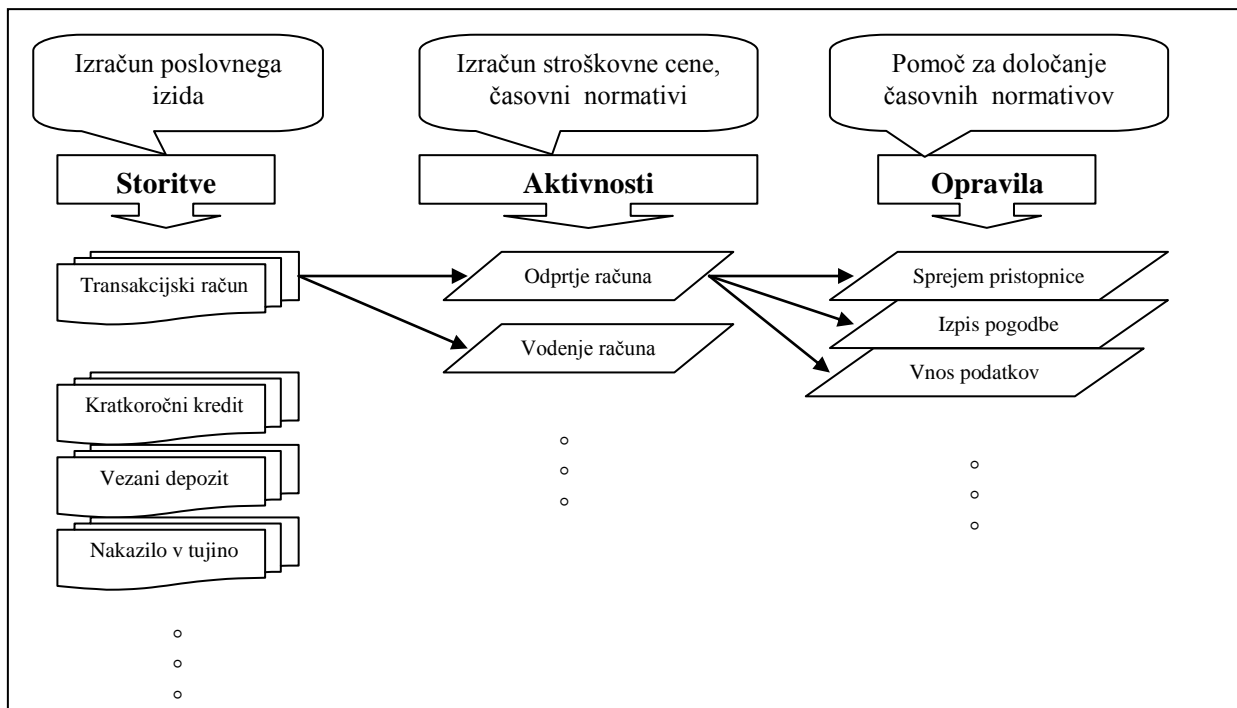 Izračun poslovnega
izida
Izračun stroškovne cene,
časovni normativi
Pomoč za določanje
časovnih normativov
Storitve
Aktivnosti
Opravila
Transakcijski račun
Odprtje računa
Sprejem pristopnice
Izpis pogodbe
Vodenje računa
Vnos podatkov
Kratkoročni kredit
Vezani depozit
Nakazilo v tujino